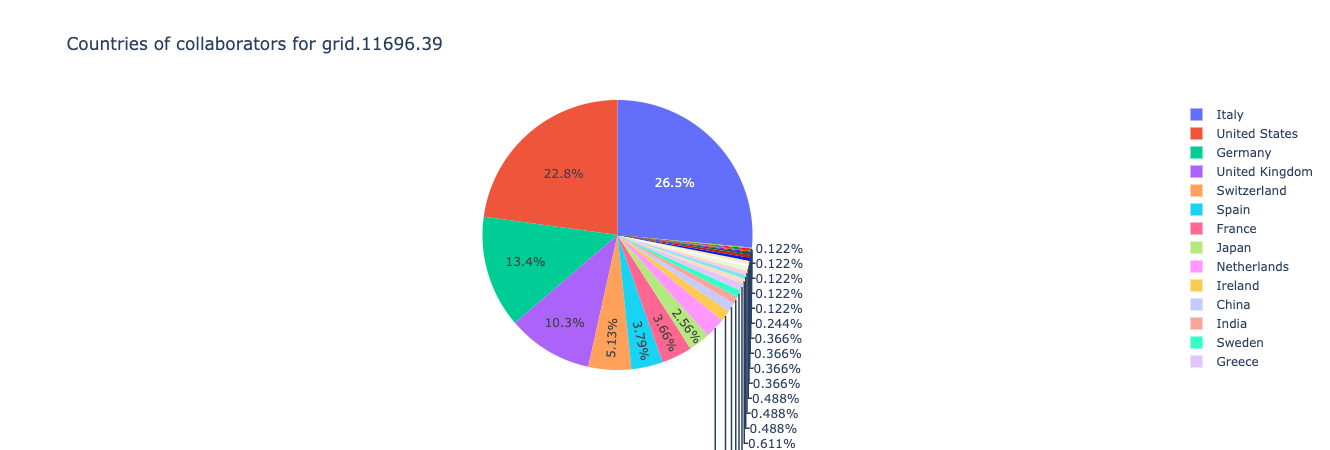 Countries of collaborators for grid.11696.39
26.5%
22.8%
13.4%
10.3%
5.13%
3.79%
3.66%
2.56%
0.122%
0.122%
0.122%
0.122%
0.122%
0.244%
0.366%
0.366%
0.366%
0.366%
0.488%
0.488%
0.488%
0.611%
Italy
United States
Germany
United Kingdom
Switzerland
Spain
France
Japan
Netherlands
Ireland
China
India
Sweden
Greece